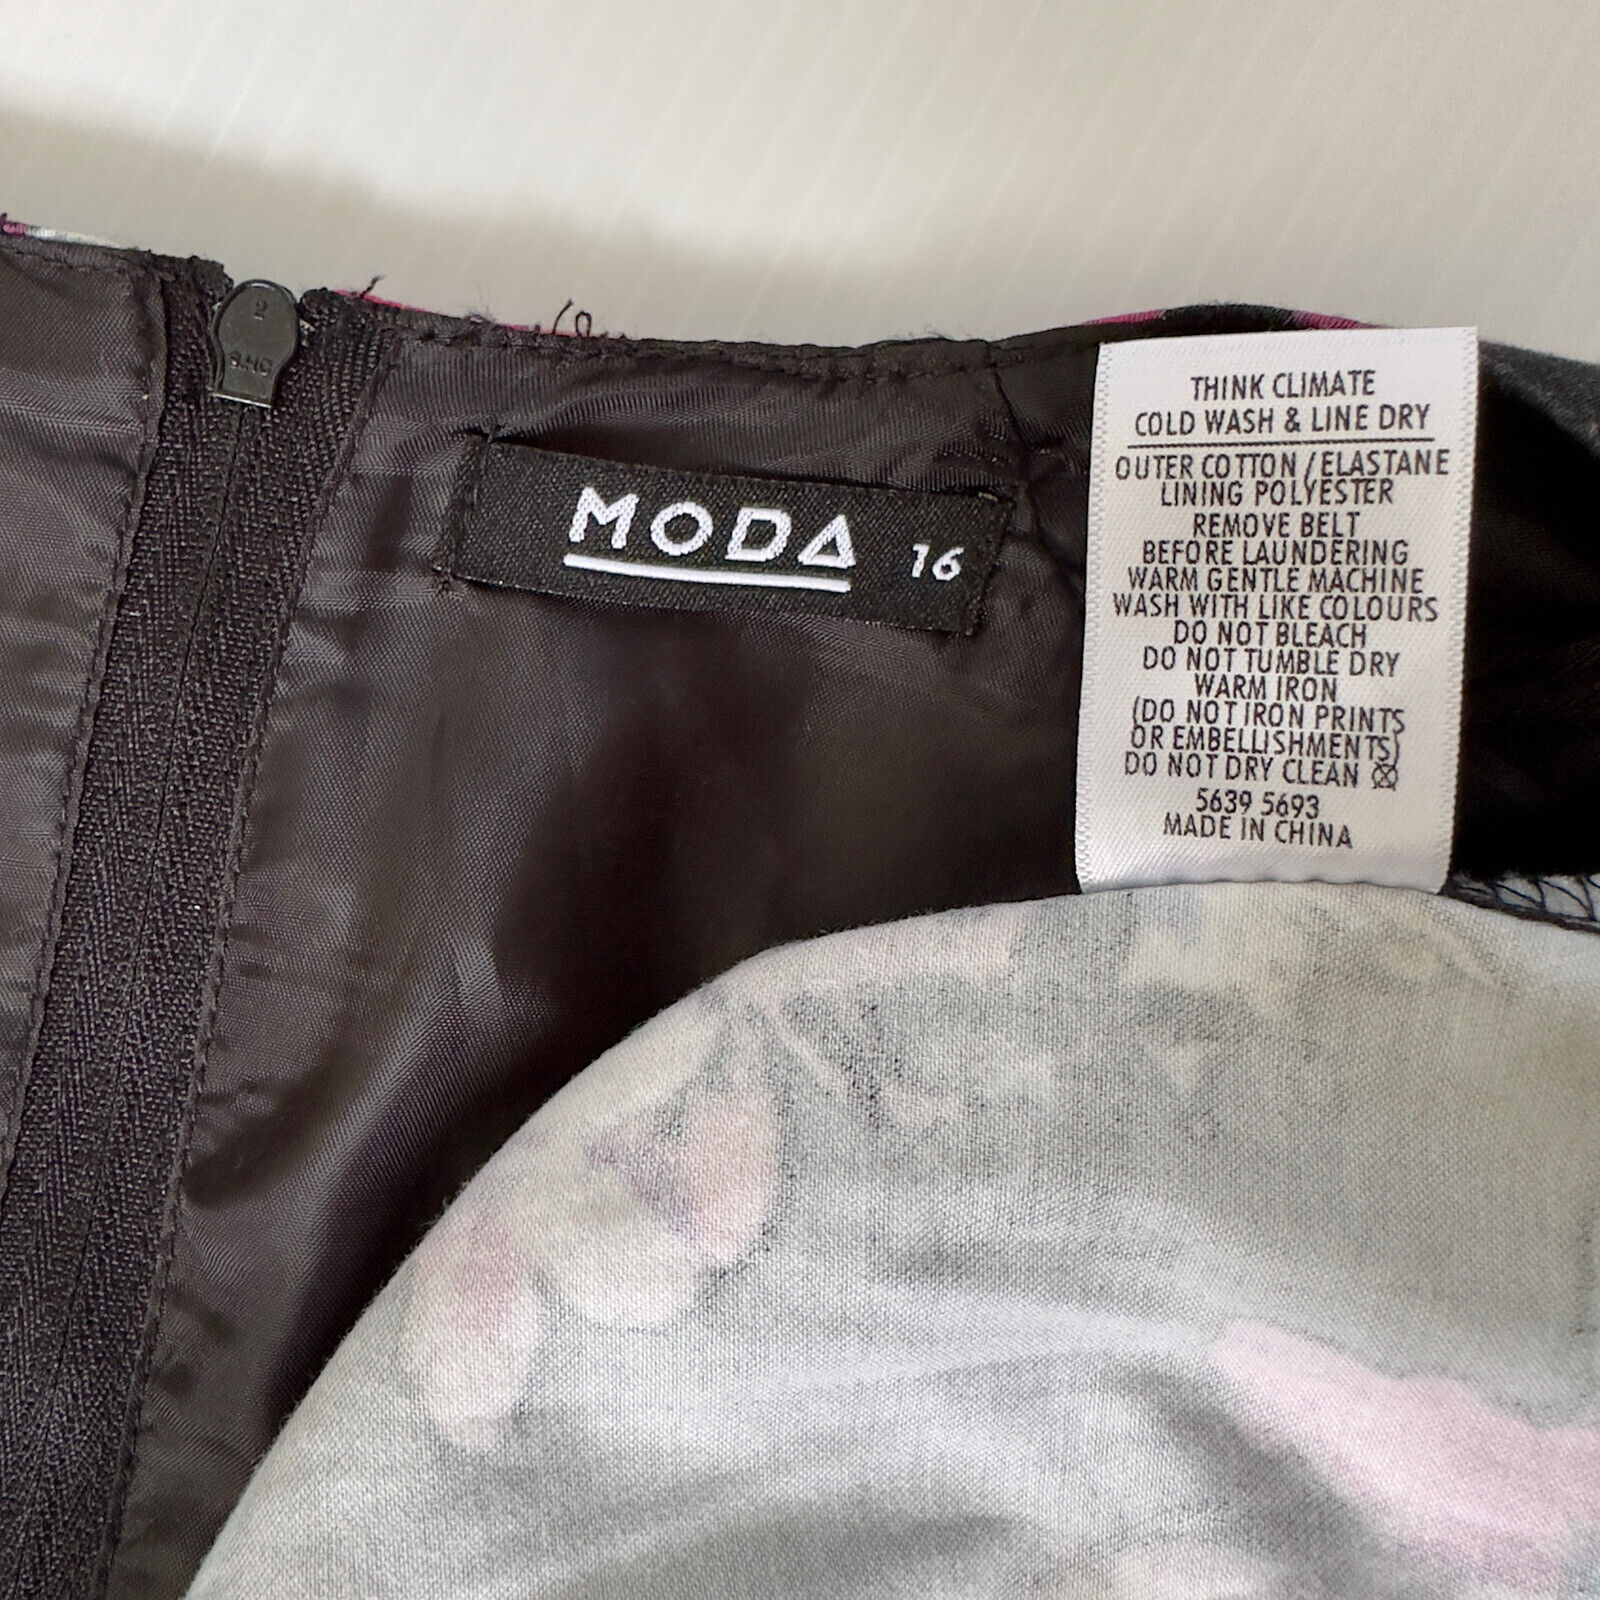 MODA 16
THINK CLIMATE
COLD WASH & LINE DRY
OUTER COTTON/ELASTANE
LINING POLYESTER
REMOVE BELT
BEFORE LAUNDERING
WARM GENTLE MACHINE
WASH WITH LIKE COLOURS
DO NOT BLEACH
DO NOT TUMBLE DRY
WARM IRON
(DO NOT IRON PRINTS
OR EMBELLISHMENTS)
DO NOT DRY CLEAN
5639 5693
MADE IN CHINA